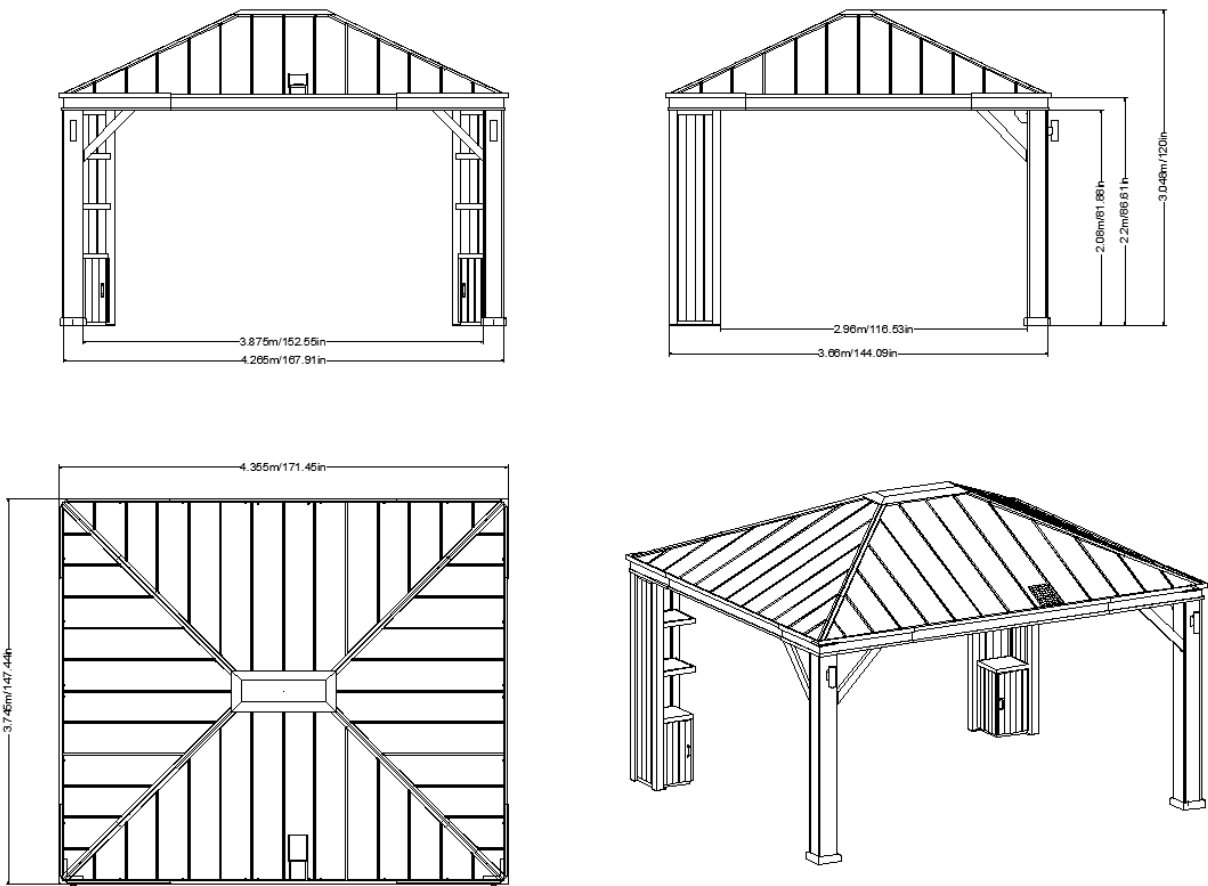 3.875m/152.55in
4.265m/167.91in
2.08m/81.88in
2.2m/86.61in
3.048m/120in
2.96m/116.53in
3.66m/144.09in
4.355m/171.45in
3.745m/147.44in